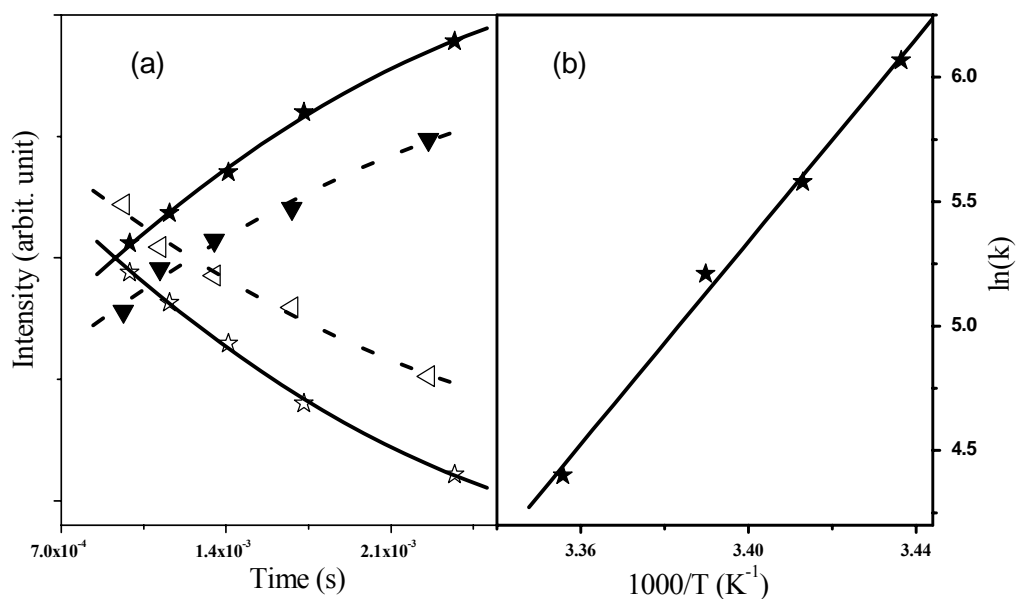 (a)
Intensity (arbit. unit)
7.0x10⁻⁴
1.4x10⁻³
2.1x10⁻³
Time (s)
(b)
6.0
5.5
5.0
4.5
ln(k)
3.36
3.40
3.44
1000/T (K⁻¹)